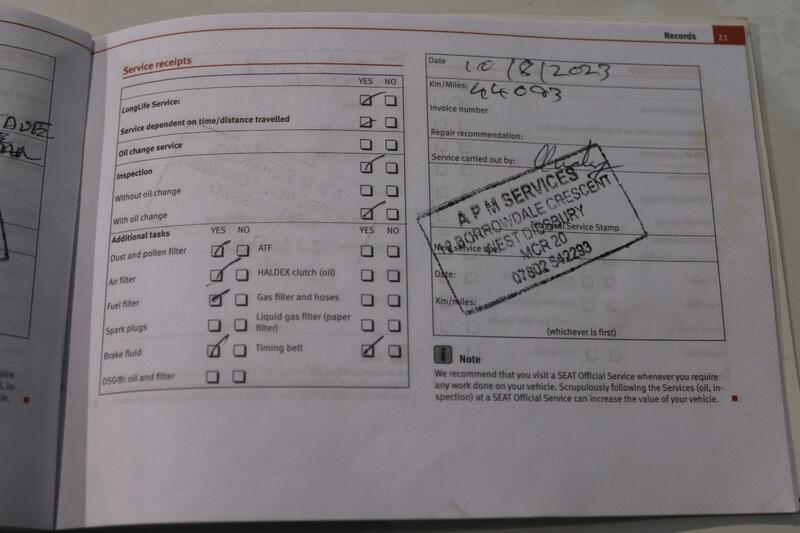 Records 21
Service receipts
YES NO
LongLife Service:
Service dependent on time/distance travelled
Oil change service
Inspection
Without oil change
With oil change
Additional tasks YES NO YES NO
Dust and pollen filter ATF
Air filter HALDEX clutch (oil)
Fuel filter Gas filter and hoses
Spark plugs Liquid gas filter (paper
filter)
Brake fluid Timing belt
DSG®: oil and filter
Date 10/8/2023
Km/Miles: 44093
Invoice number
Repair recommendation:
Service carried out by:
A P M SERVICES
BORROWDALE CRESCENT
WEST DIDSBURY
MCR 20
07802 542293
Service Stamp
Date:
Km/miles:
(whichever is first)
Note
We recommend that you visit a SEAT Official Service whenever you require
any work done on your vehicle. Scrupulously following the Services (oil, in-
spection) at a SEAT Official Service can increase the value of your vehicle.